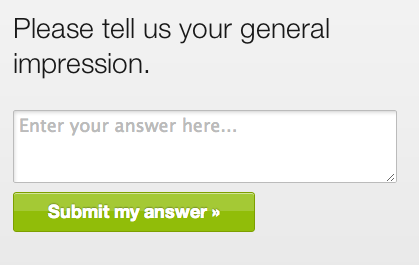 Please tell us your general
impression.
Enter your answer here...
Submit my answer »